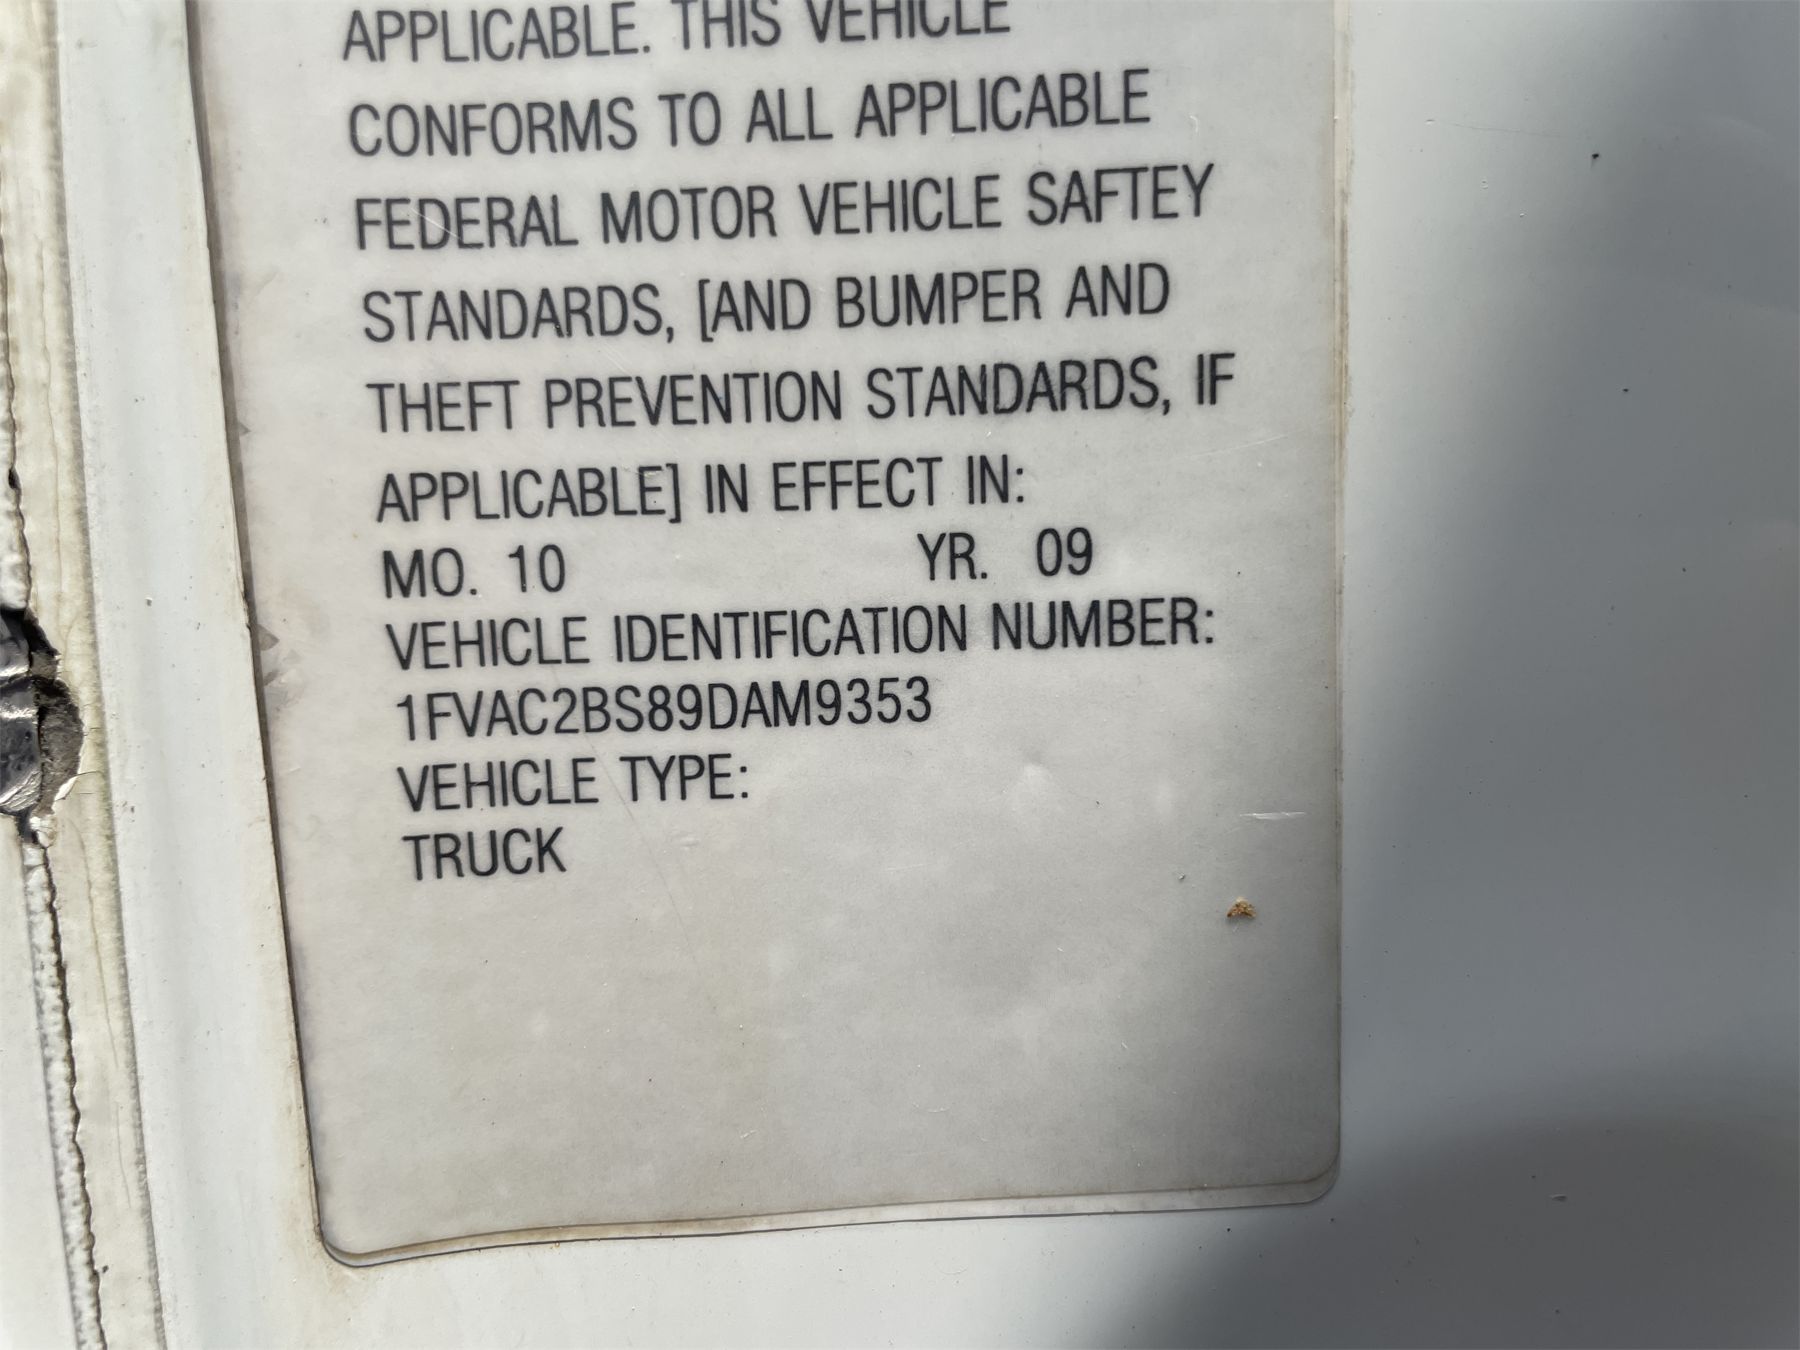 APPLICABLE. THIS VEHICLE
CONFORMS TO ALL APPLICABLE
FEDERAL MOTOR VEHICLE SAFTEY
STANDARDS, [AND BUMPER AND
THEFT PREVENTION STANDARDS, IF
APPLICABLE] IN EFFECT IN:
MO. 10 YR. 09
VEHICLE IDENTIFICATION NUMBER:
1FVAC2BS89DAM9353
VEHICLE TYPE:
TRUCK